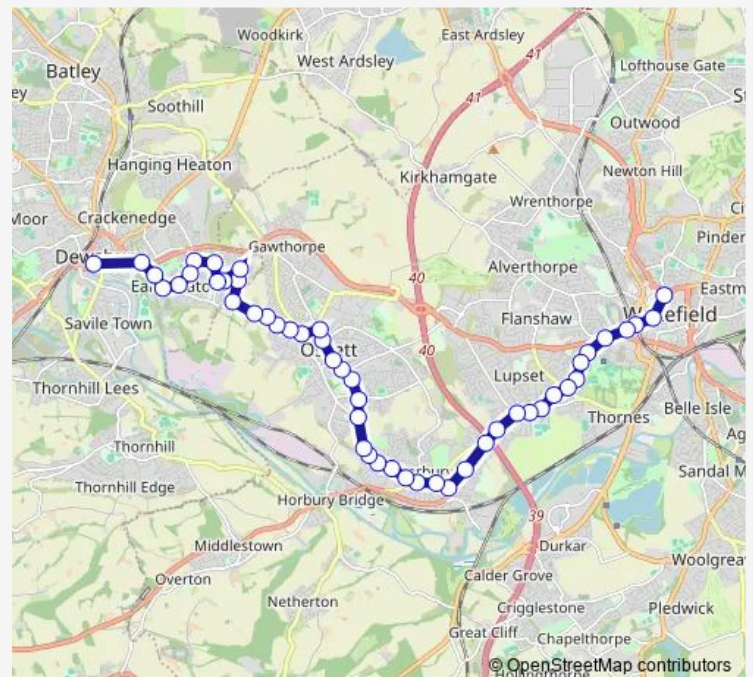 Woodkirk
East Ardsley
West Ardsley
Lofthouse Gate
Batley
Soothill
41
41
Outwood
Hanging Heaton
Kirkhamgate
Newton Hill
Wrenthorpe
Moor
Crackenedge
Gawthorpe
Pinder
40
Alverthorpe
Savile Town
Flanshaw
40
Lupset
Thornhill Lees
Thornes
Belle Isle
Thornhill
Sandal M
Thornhill Edge
Horbury Bridge
39
Middlestown
Durkar
Woolgrea
Overton
Calder Grove
Netherton
Crigglestone
Pledwick
Great Cliff
Chapelthorpe
© OpenStreetMap contributors